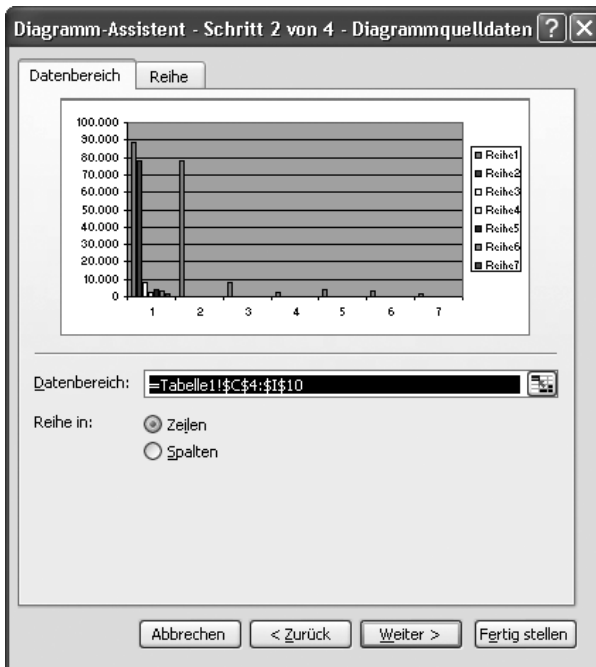 Diagramm-Assistent - Schritt 2 von 4 - Diagrammquelldaten ? X
Datenbereich Reihe
100.000
90.000
80.000
70.000
60.000
50.000
40.000
30.000
20.000
10.000
0
1 2 3 4 5 6 7
Reihe1
Reihe2
Reihe3
Reihe4
Reihe5
Reihe6
Reihe7
Datenbereich: =Tabelle1!$C$4:$I$10
Reihe in: Zeilen
Spalten
Abbrechen < Zurück Weiter > Fertig stellen